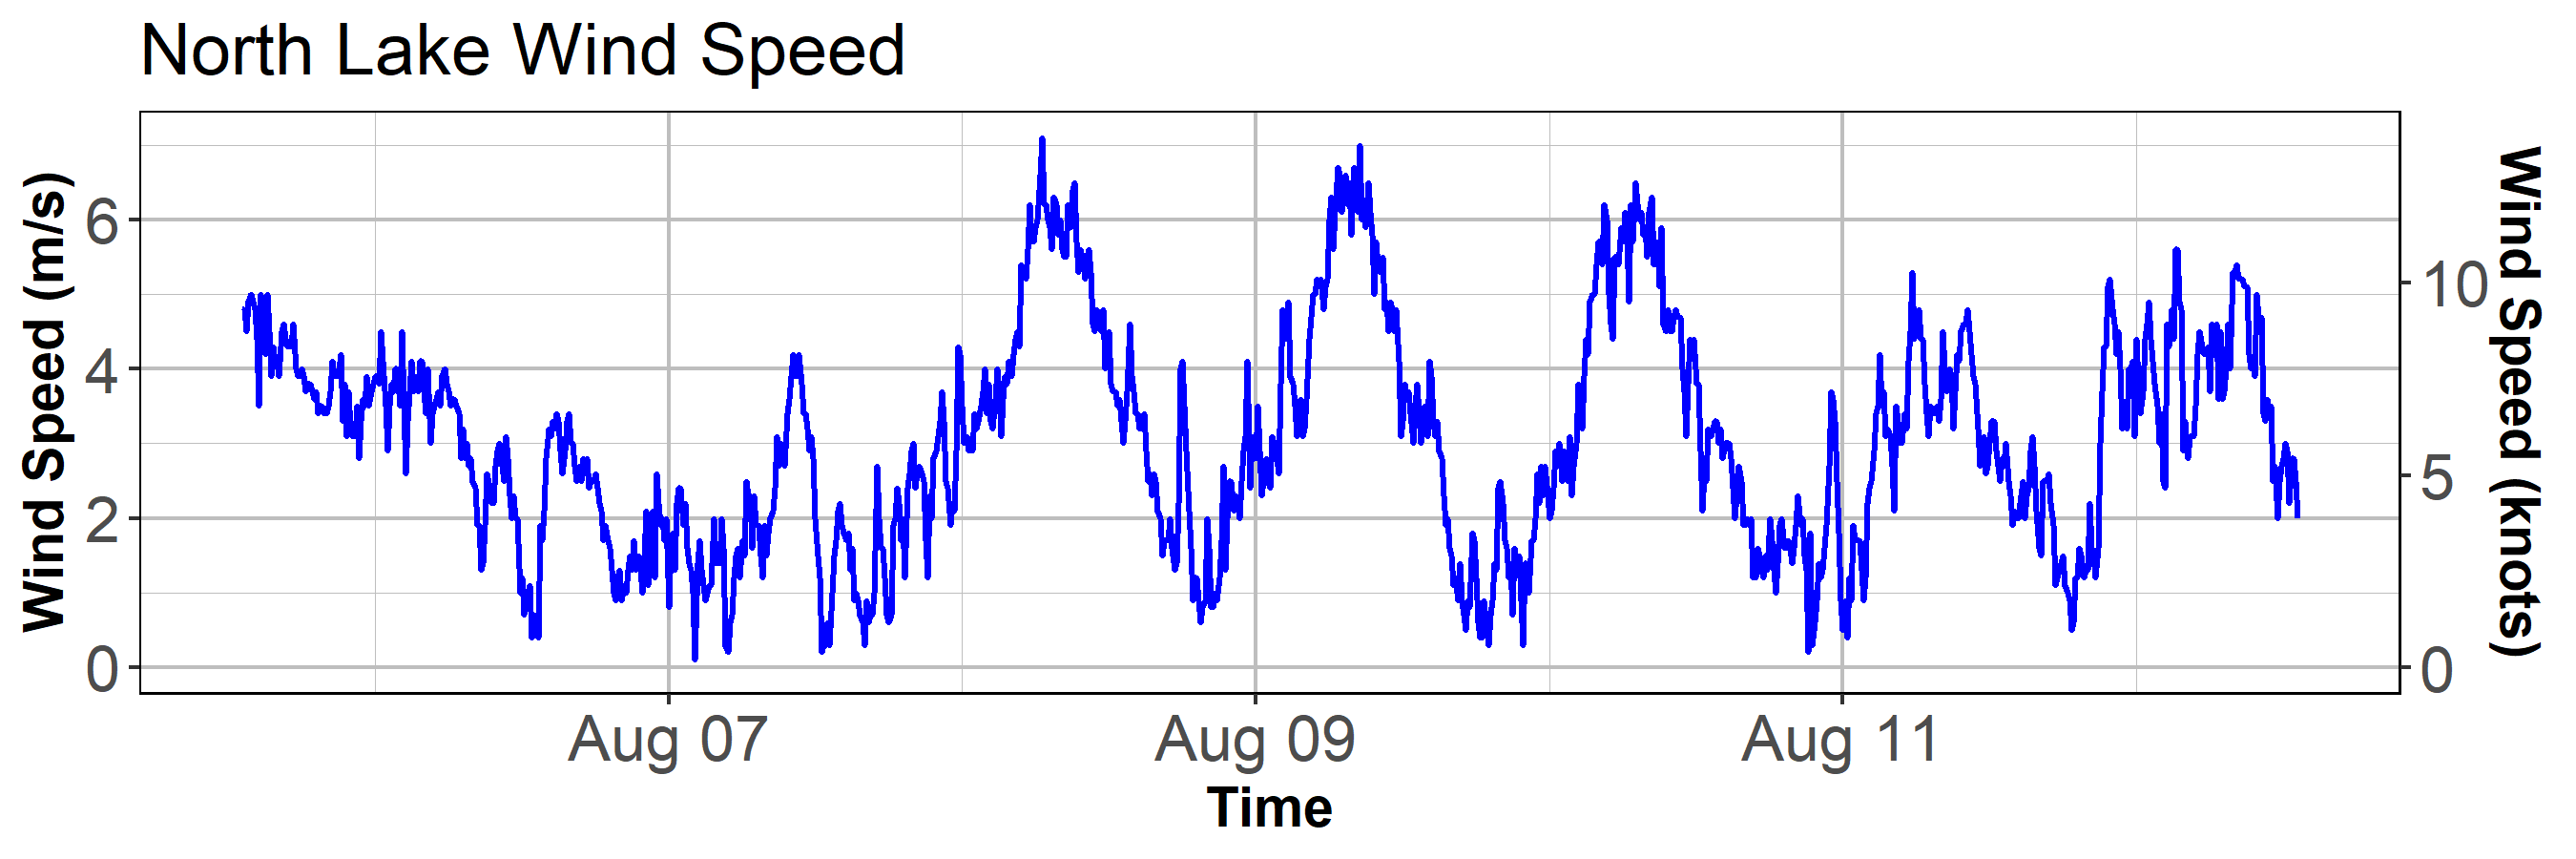 North Lake Wind Speed
Wind Speed (m/s)
6
4
2
0
Wind Speed (knots)
10
5
0
Aug 07 Aug 09 Aug 11
Time